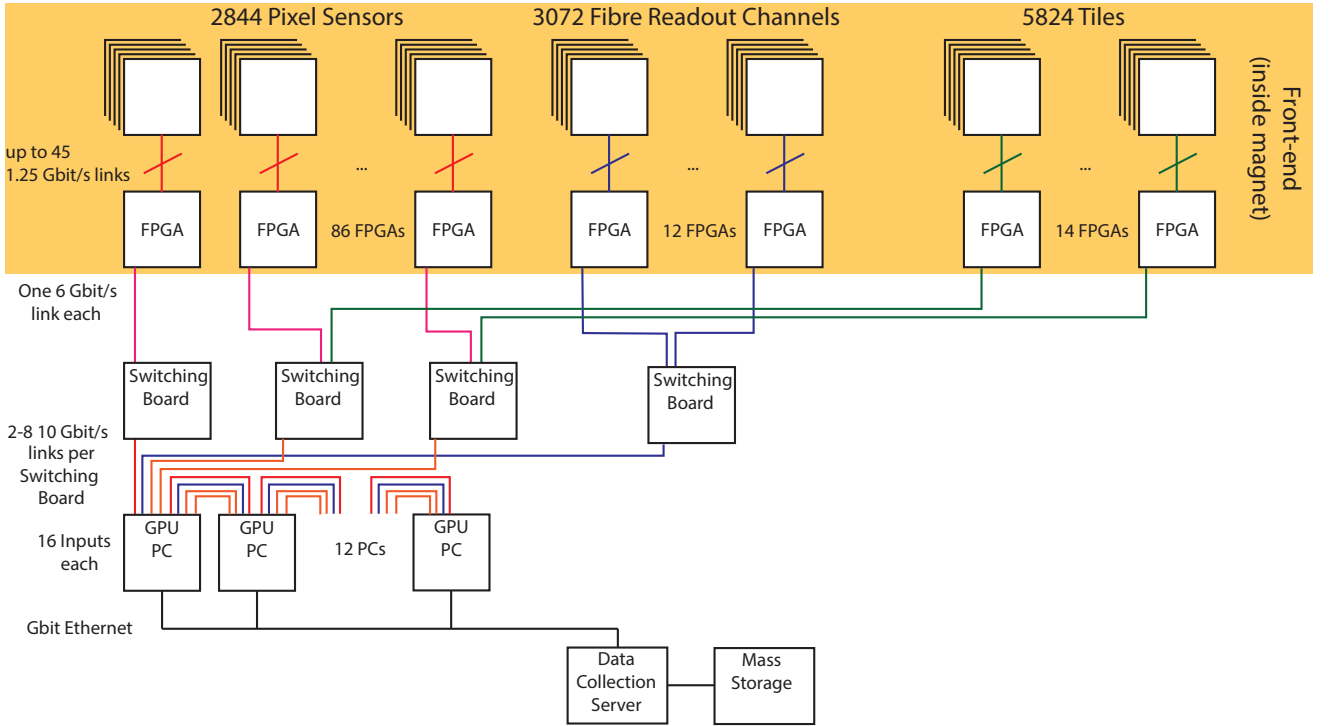 2844 Pixel Sensors
3072 Fibre Readout Channels
5824 Tiles
Front-end
(inside magnet)
up to 45
1.25 Gbit/s links
...
...
...
FPGA
FPGA
86 FPGAs
FPGA
FPGA
12 FPGAs
FPGA
FPGA
14 FPGAs
FPGA
One 6 Gbit/s
link each
Switching
Board
Switching
Board
Switching
Board
Switching
Board
2-8 10 Gbit/s
links per
Switching
Board
16 Inputs
each
GPU
PC
GPU
PC
12 PCs
GPU
PC
Gbit Ethernet
Data
Collection
Server
Mass
Storage